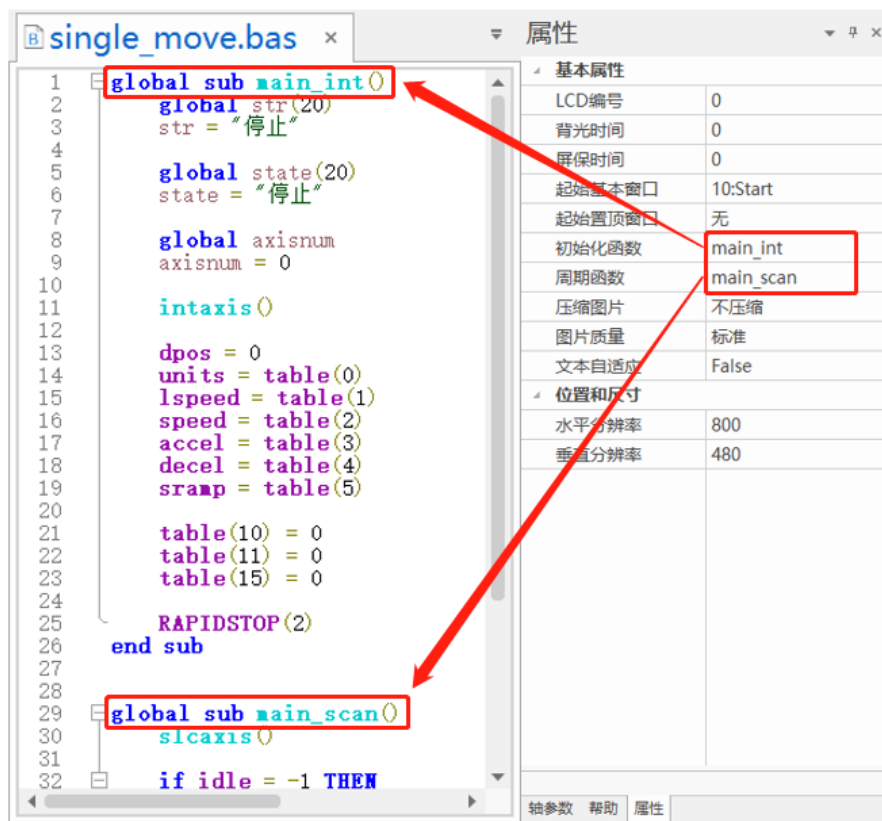 single_move.bas ×
1 global sub main_int()
2 global str(20)
3 str = "停止"
4
5 global state(20)
6 state = "停止"
7
8 global axisnum
9 axisnum = 0
10
11 intaxis()
12
13 dpos = 0
14 units = table(0)
15 lspeed = table(1)
16 speed = table(2)
17 accel = table(3)
18 decel = table(4)
19 sramp = table(5)
20
21 table(10) = 0
22 table(11) = 0
23 table(15) = 0
24
25 RAPIDSTOP(2)
26 end sub
27
28
29 global sub main_scan()
30 slcaxis()
31
32 if idle = -1 THEN
属性
基本属性
LCD编号 0
背光时间 0
屏保时间 0
起始基本窗口 10:Start
起始置顶窗口 无
初始化函数 main_int
周期函数 main_scan
压缩图片 不压缩
图片质量 标准
文本自适应 False
位置和尺寸
水平分辨率 800
垂直分辨率 480
轴参数 帮助 属性